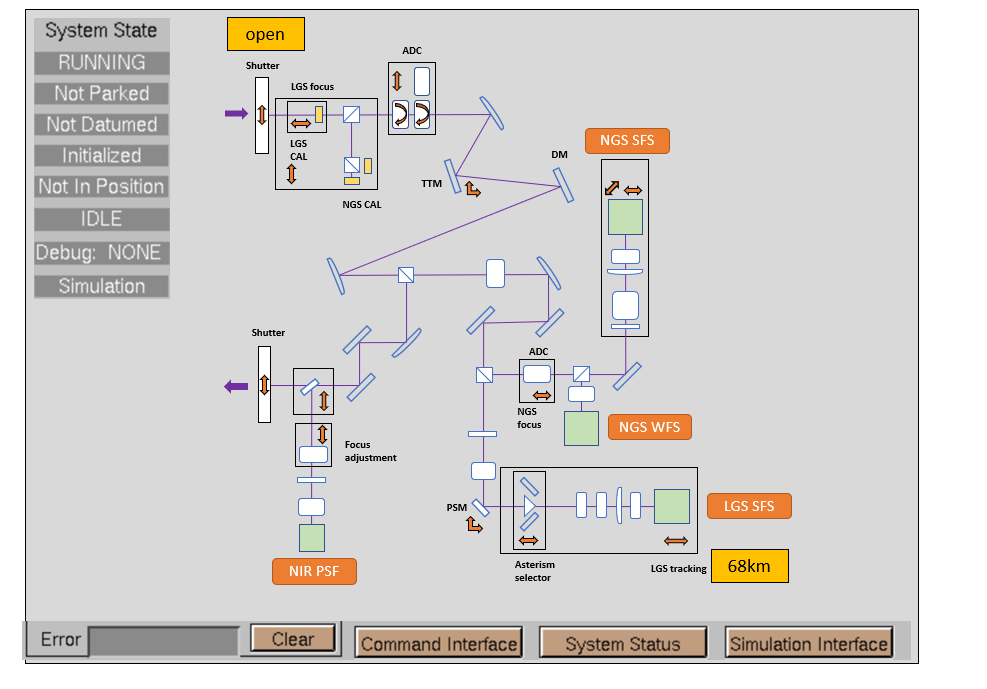 System State
RUNNING
Not Parked
Not Datumed
Initialized
Not In Position
IDLE
Debug: NONE
Simulation
open
Shutter
LGS focus
ADC
LGS
CAL
NGS CAL
TTM
DM
NGS SFS
Shutter
ADC
NGS
focus
NGS WFS
Focus
adjustment
PSM
LGS SFS
Asterism
selector
LGS tracking
68km
NIR PSF
Error
Clear
Command Interface
System Status
Simulation Interface